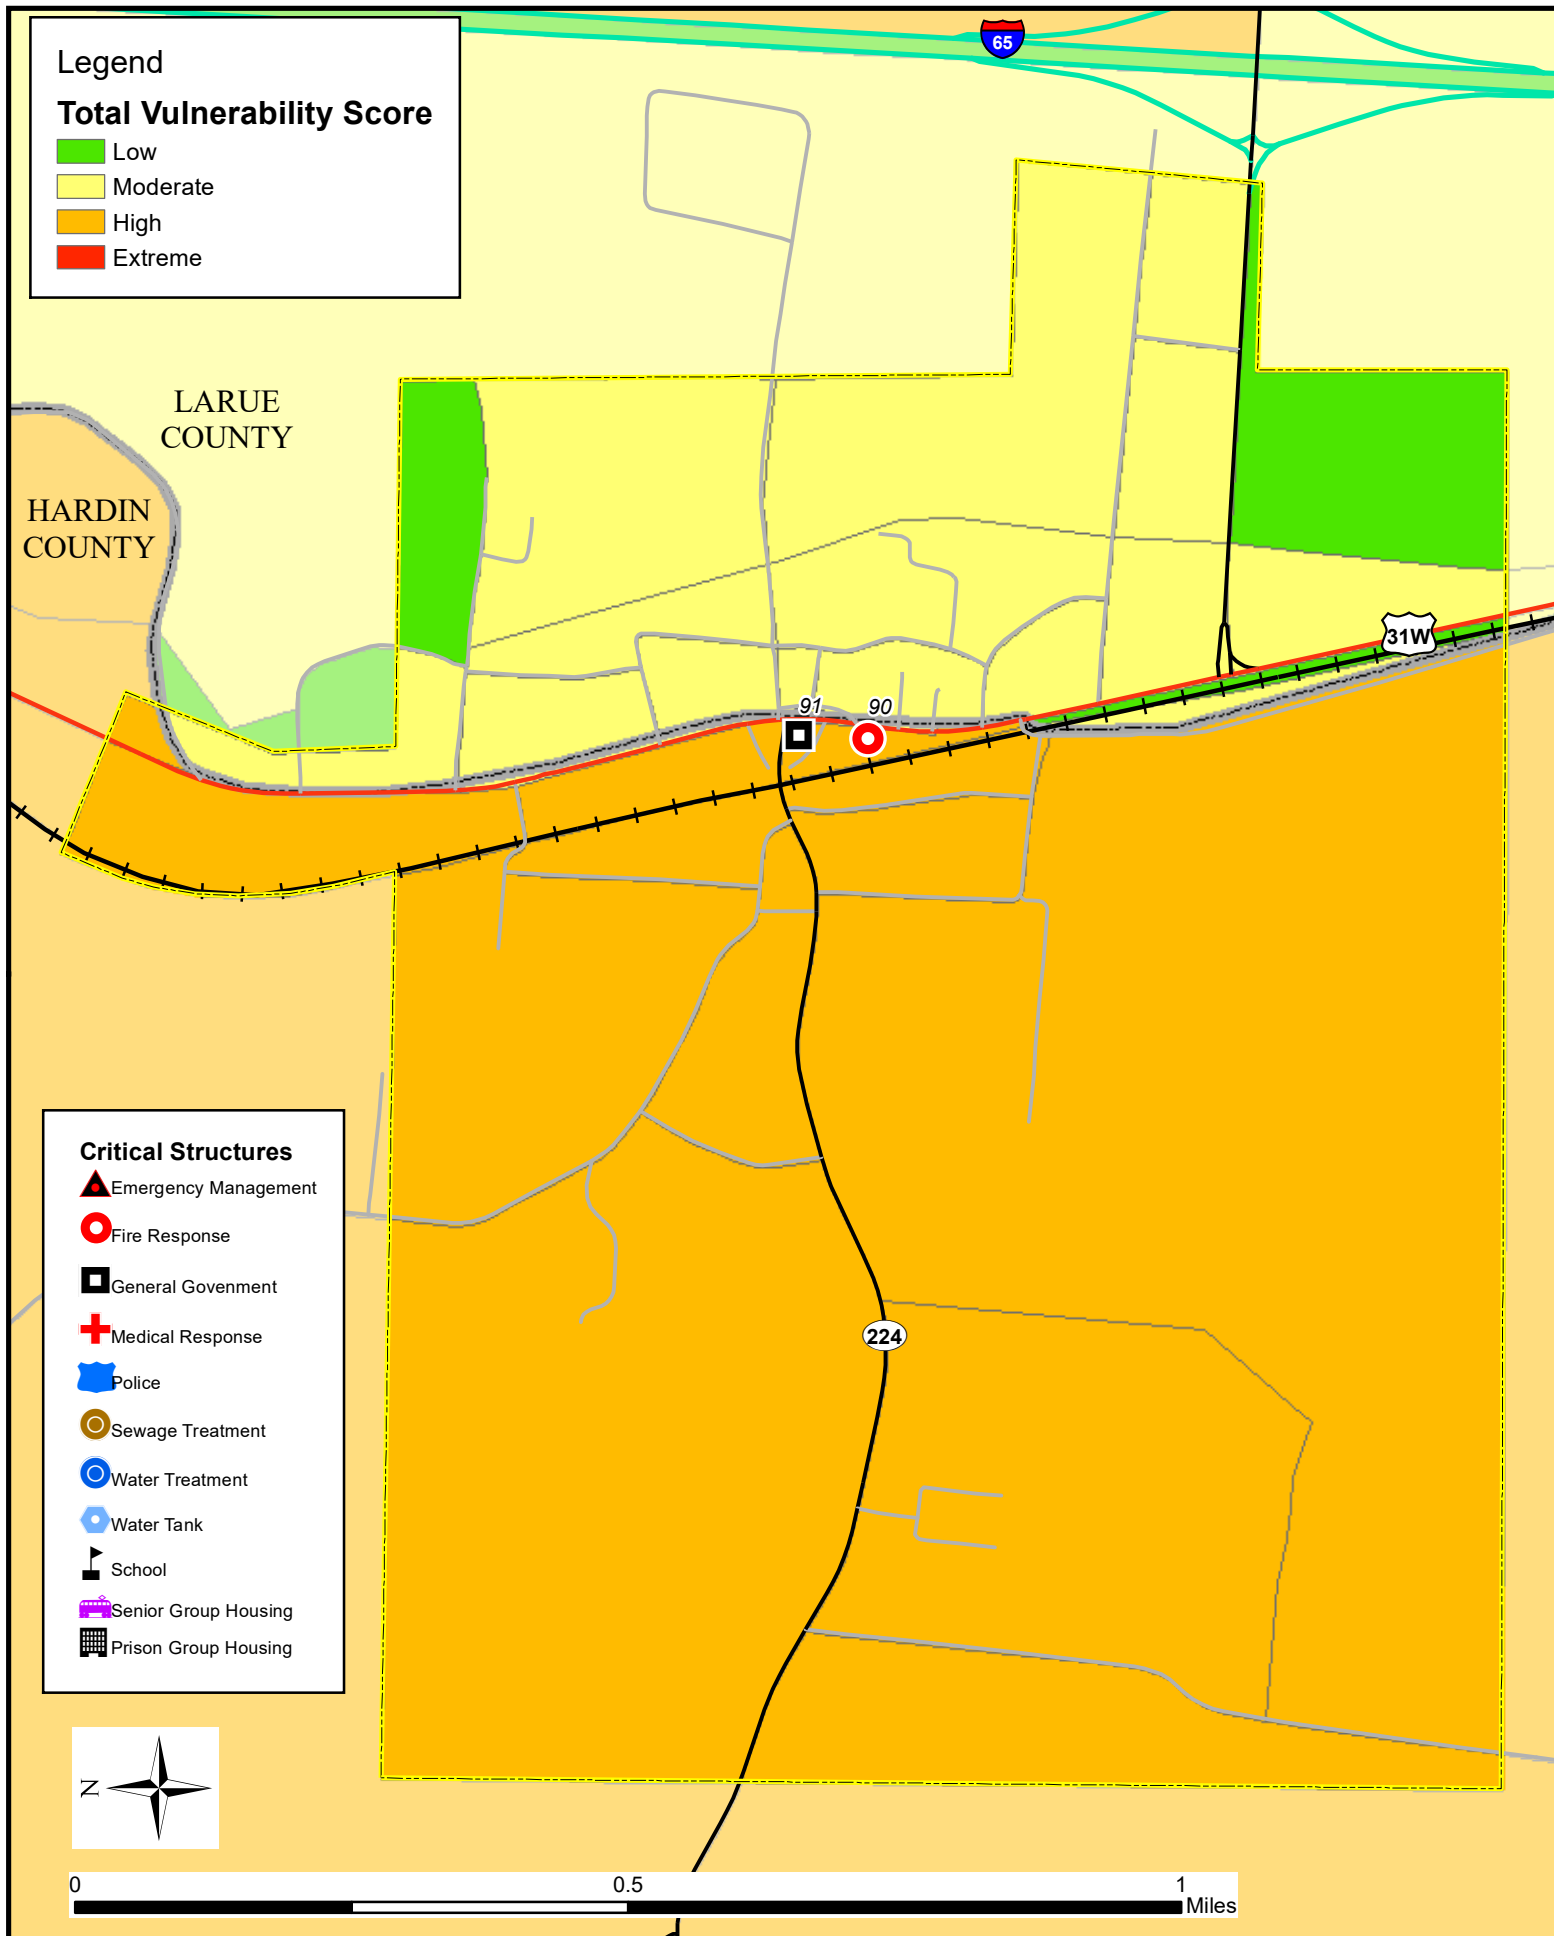 Legend
Total Vulnerability Score
Low
Moderate
High
Extreme
65
LARUE
COUNTY
HARDIN
COUNTY
31W
91
90
Critical Structures
Emergency Management
Fire Response
General Govenment
Medical Response
Police
Sewage Treatment
Water Treatment
Water Tank
School
Senior Group Housing
Prison Group Housing
224
N
0
0.5
1
Miles